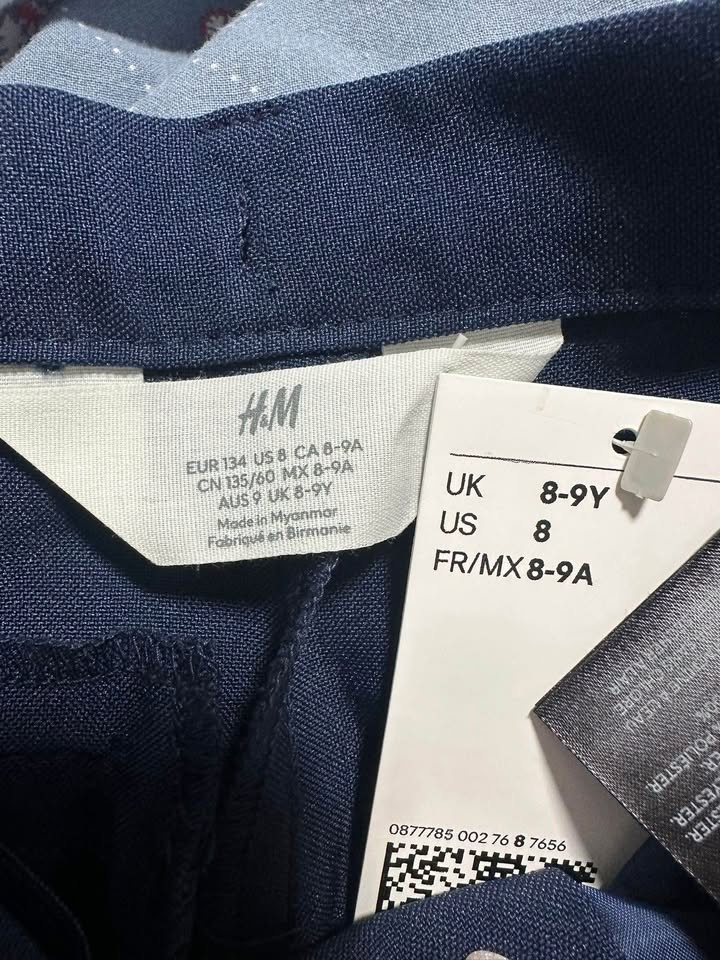 H&M
EUR 134 US 8 CA 8-9A
CN 135/60 MX 8-9A
AUS 9 UK 8-9Y
Made in Myanmar
Fabriqué en Birmanie
UK 8-9Y
US 8
FR/MX 8-9A
0877785 002 76 8 7656
POLYESTER